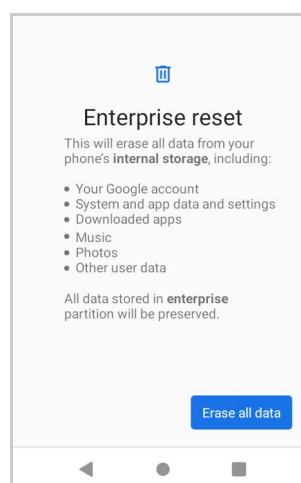 Enterprise reset
This will erase all data from your
phone's internal storage, including:
• Your Google account
• System and app data and settings
• Downloaded apps
• Music
• Photos
• Other user data
All data stored in enterprise
partition will be preserved.
Erase all data